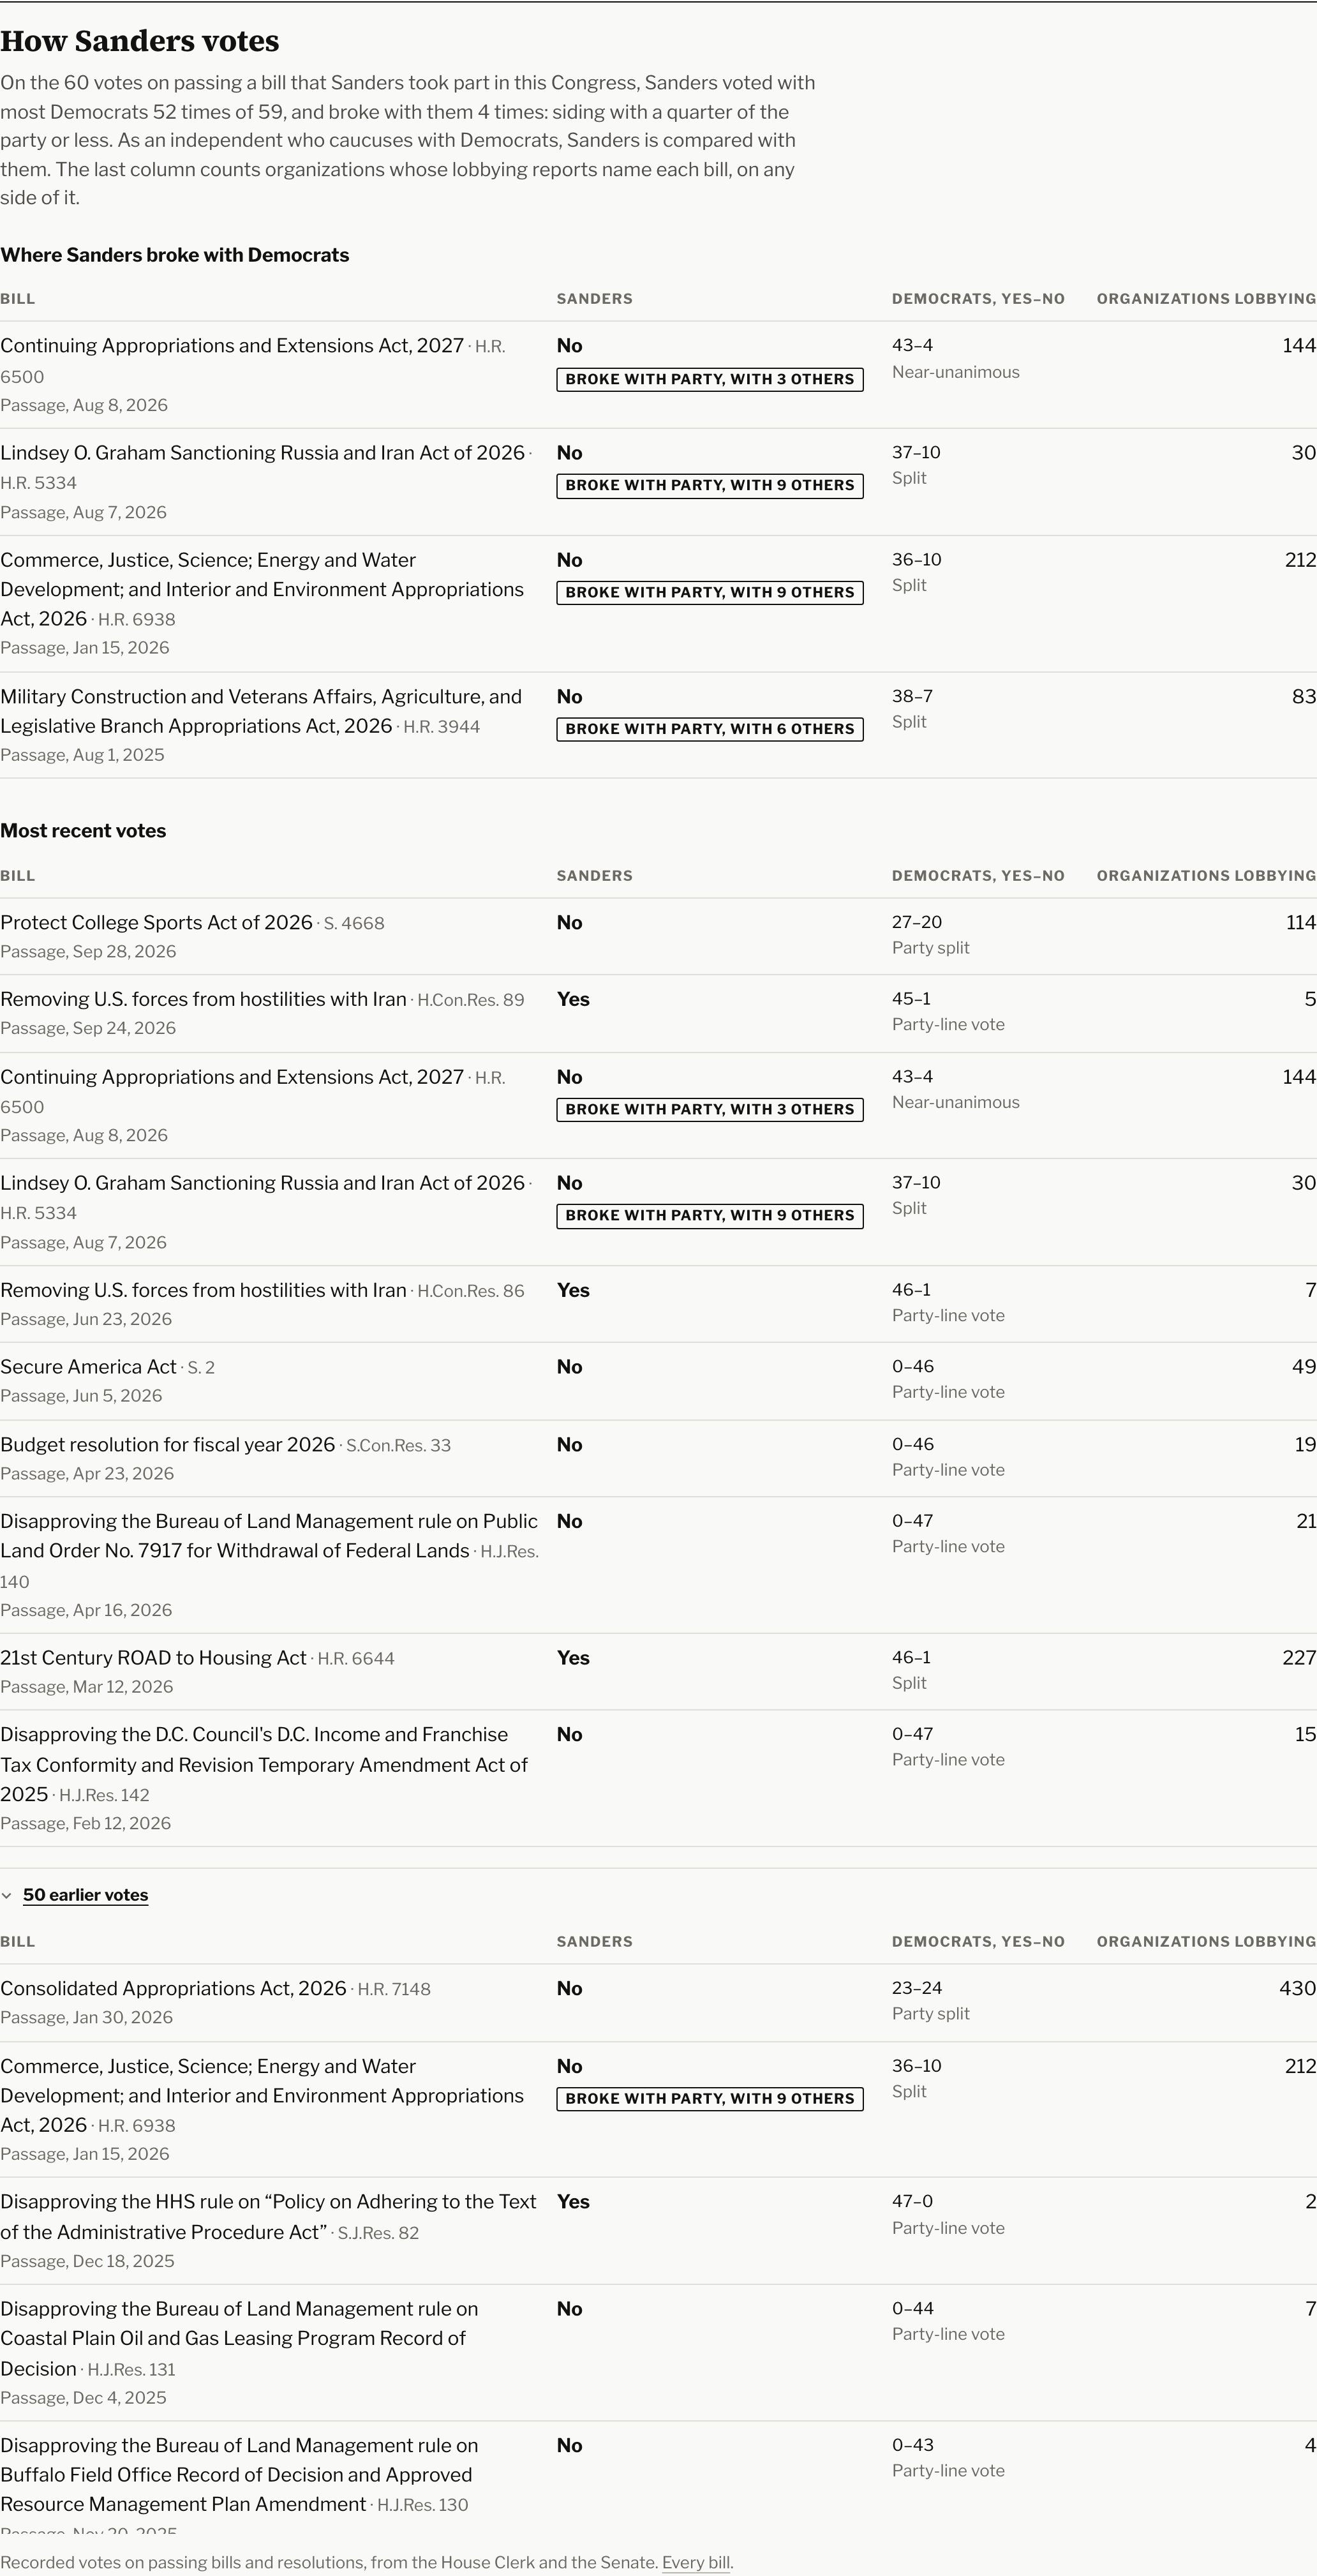 How Sanders votes
On the 60 votes on passing a bill that Sanders took part in this Congress, Sanders voted with
most Democrats 52 times of 59, and broke with them 4 times: siding with a quarter of the
party or less. As an independent who caucuses with Democrats, Sanders is compared with
them. The last column counts organizations whose lobbying reports name each bill, on any
side of it.
Where Sanders broke with Democrats
BILL SANDERS DEMOCRATS, YES–NO ORGANIZATIONS LOBBYING
Continuing Appropriations and Extensions Act, 2027 · H.R. No 43–4 144
6500 BROKE WITH PARTY, WITH 3 OTHERS Near-unanimous
Passage, Aug 8, 2026
Lindsey O. Graham Sanctioning Russia and Iran Act of 2026 · No 37–10 30
H.R. 5334 BROKE WITH PARTY, WITH 9 OTHERS Split
Passage, Aug 7, 2026
Commerce, Justice, Science; Energy and Water No 36–10 212
Development; and Interior and Environment Appropriations BROKE WITH PARTY, WITH 9 OTHERS Split
Act, 2026 · H.R. 6938
Passage, Jan 15, 2026
Military Construction and Veterans Affairs, Agriculture, and No 38–7 83
Legislative Branch Appropriations Act, 2026 · H.R. 3944 BROKE WITH PARTY, WITH 6 OTHERS Split
Passage, Aug 1, 2025
Most recent votes
BILL SANDERS DEMOCRATS, YES–NO ORGANIZATIONS LOBBYING
Protect College Sports Act of 2026 · S. 4668 No 27–20 114
Passage, Sep 28, 2026 Party split
Removing U.S. forces from hostilities with Iran · H.Con.Res. 89 Yes 45–1 5
Passage, Sep 24, 2026 Party-line vote
Continuing Appropriations and Extensions Act, 2027 · H.R. No 43–4 144
6500 BROKE WITH PARTY, WITH 3 OTHERS Near-unanimous
Passage, Aug 8, 2026
Lindsey O. Graham Sanctioning Russia and Iran Act of 2026 · No 37–10 30
H.R. 5334 BROKE WITH PARTY, WITH 9 OTHERS Split
Passage, Aug 7, 2026
Removing U.S. forces from hostilities with Iran · H.Con.Res. 86 Yes 46–1 7
Passage, Jun 23, 2026 Party-line vote
Secure America Act · S. 2 No 0–46 49
Passage, Jun 5, 2026 Party-line vote
Budget resolution for fiscal year 2026 · S.Con.Res. 33 No 0–46 19
Passage, Apr 23, 2026 Party-line vote
Disapproving the Bureau of Land Management rule on Public No 0–47 21
Land Order No. 7917 for Withdrawal of Federal Lands · H.J.Res. Party-line vote
140
Passage, Apr 16, 2026
21st Century ROAD to Housing Act · H.R. 6644 Yes 46–1 227
Passage, Mar 12, 2026 Split
Disapproving the D.C. Council's D.C. Income and Franchise No 0–47 15
Tax Conformity and Revision Temporary Amendment Act of Party-line vote
2025 · H.J.Res. 142
Passage, Feb 12, 2026
50 earlier votes
BILL SANDERS DEMOCRATS, YES–NO ORGANIZATIONS LOBBYING
Consolidated Appropriations Act, 2026 · H.R. 7148 No 23–24 430
Passage, Jan 30, 2026 Party split
Commerce, Justice, Science; Energy and Water No 36–10 212
Development; and Interior and Environment Appropriations BROKE WITH PARTY, WITH 9 OTHERS Split
Act, 2026 · H.R. 6938
Passage, Jan 15, 2026
Disapproving the HHS rule on “Policy on Adhering to the Text Yes 47–0 2
of the Administrative Procedure Act” · S.J.Res. 82 Party-line vote
Passage, Dec 18, 2025
Disapproving the Bureau of Land Management rule on No 0–44 7
Coastal Plain Oil and Gas Leasing Program Record of Party-line vote
Decision · H.J.Res. 131
Passage, Dec 4, 2025
Disapproving the Bureau of Land Management rule on No 0–43 4
Buffalo Field Office Record of Decision and Approved Party-line vote
Resource Management Plan Amendment · H.J.Res. 130
Recorded votes on passing bills and resolutions, from the House Clerk and the Senate. Every bill.